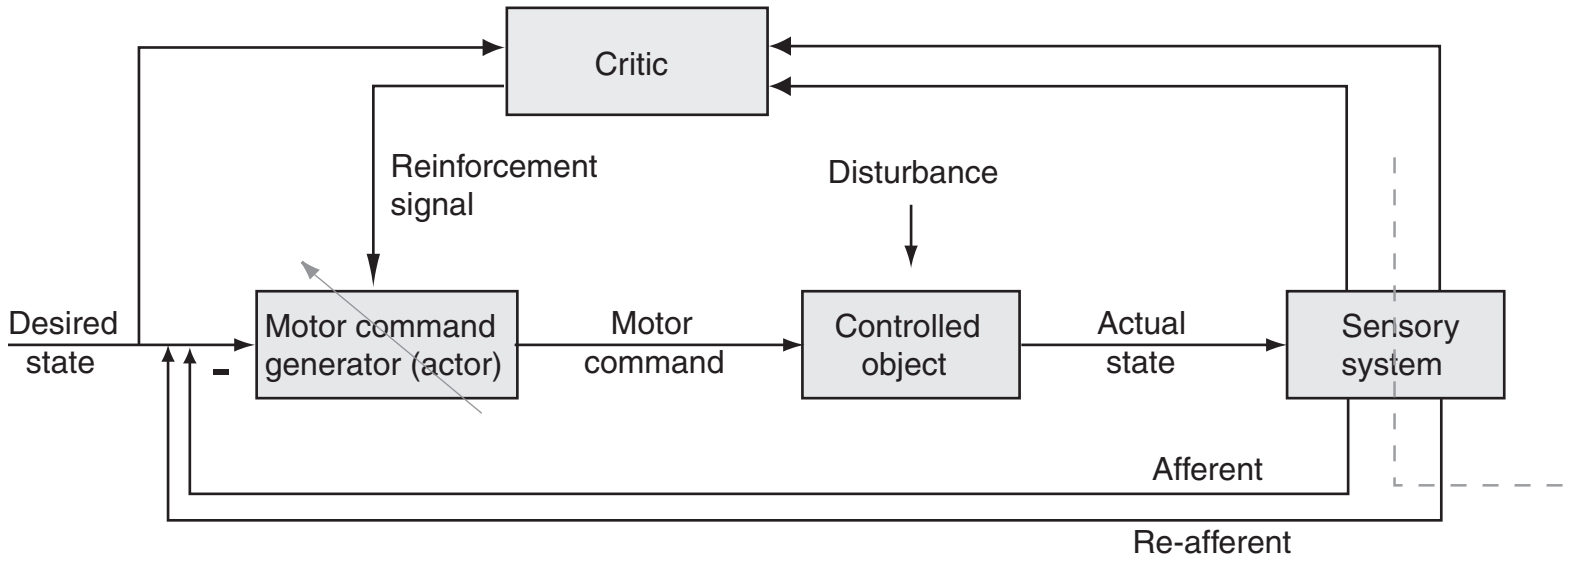 Critic
Reinforcement
signal
Disturbance
Desired
state
-
Motor command
generator (actor)
Motor
command
Controlled
object
Actual
state
Sensory
system
Afferent
Re-afferent